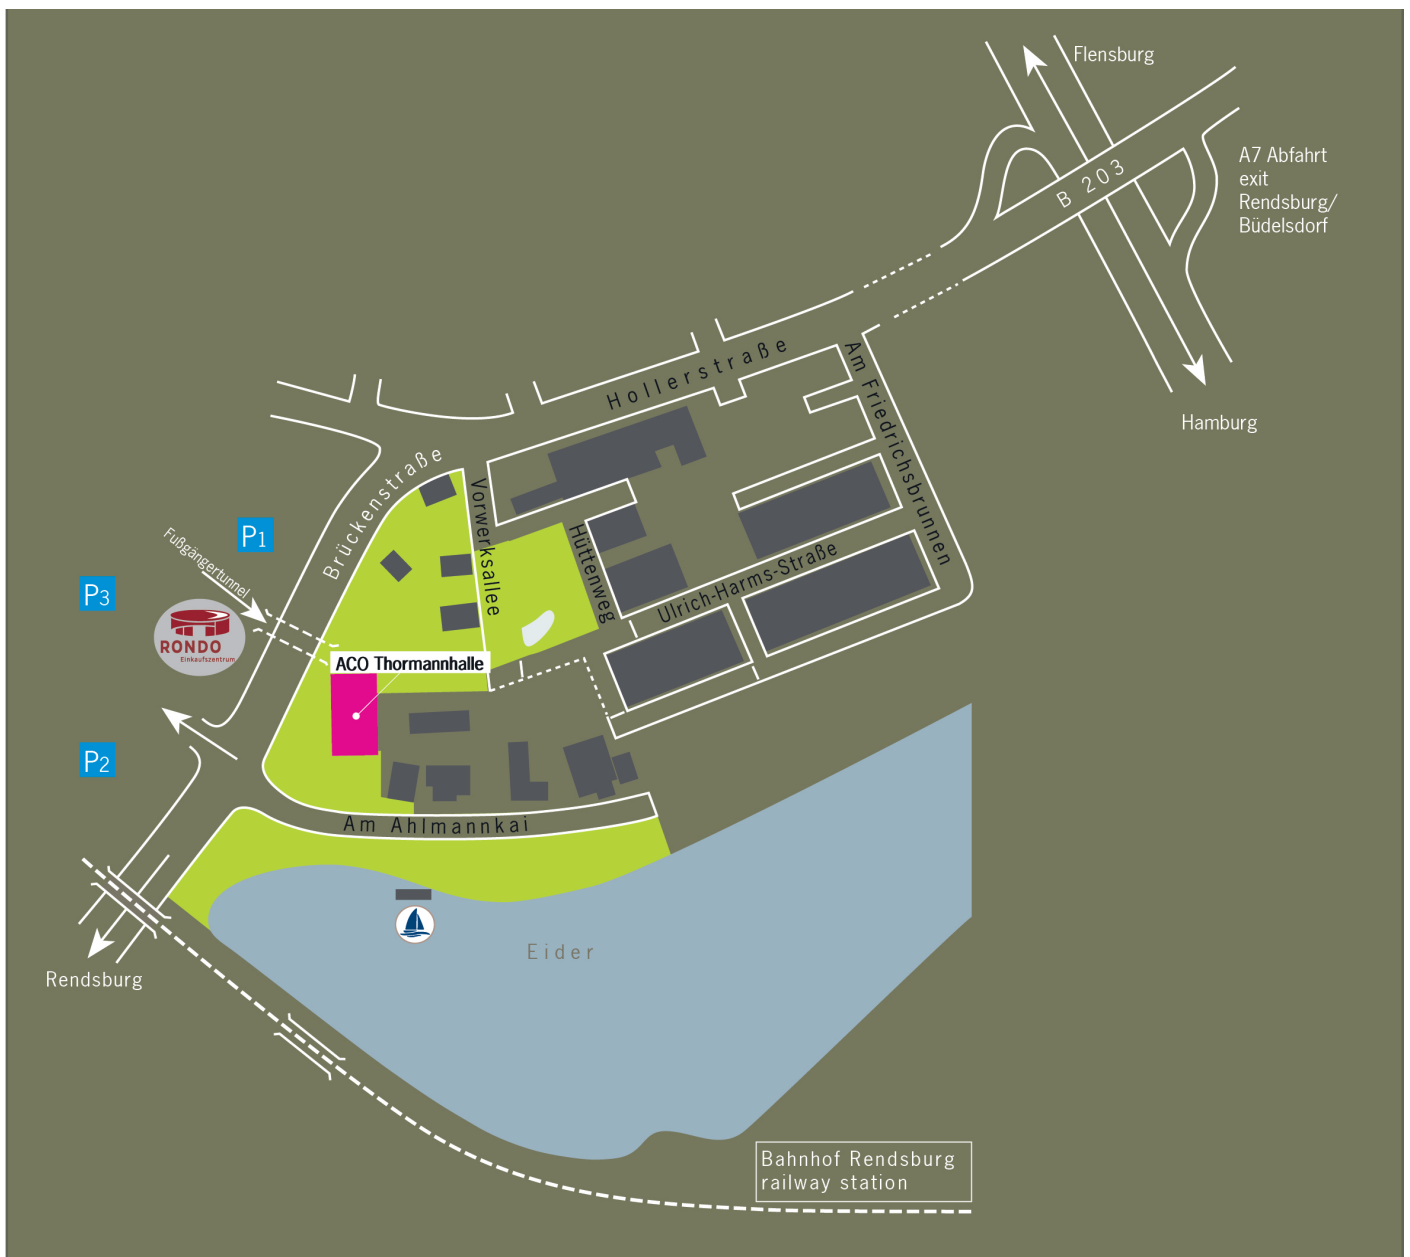 Flensburg
B 203
A7 Abfahrt
exit
Rendsburg/
Büdelsdorf
Hamburg
Hollerstraße
Am Friedrichsbrunnen
Brückenstraße
Vorwerksallee
Hüttenweg
Ulrich-Harms-Straße
P1
Fußgängertunnel
P3
RONDO
Einkaufszentrum
ACO Thormannhalle
P2
Am Ahlmannkai
Eider
Rendsburg
Bahnhof Rendsburg
railway station